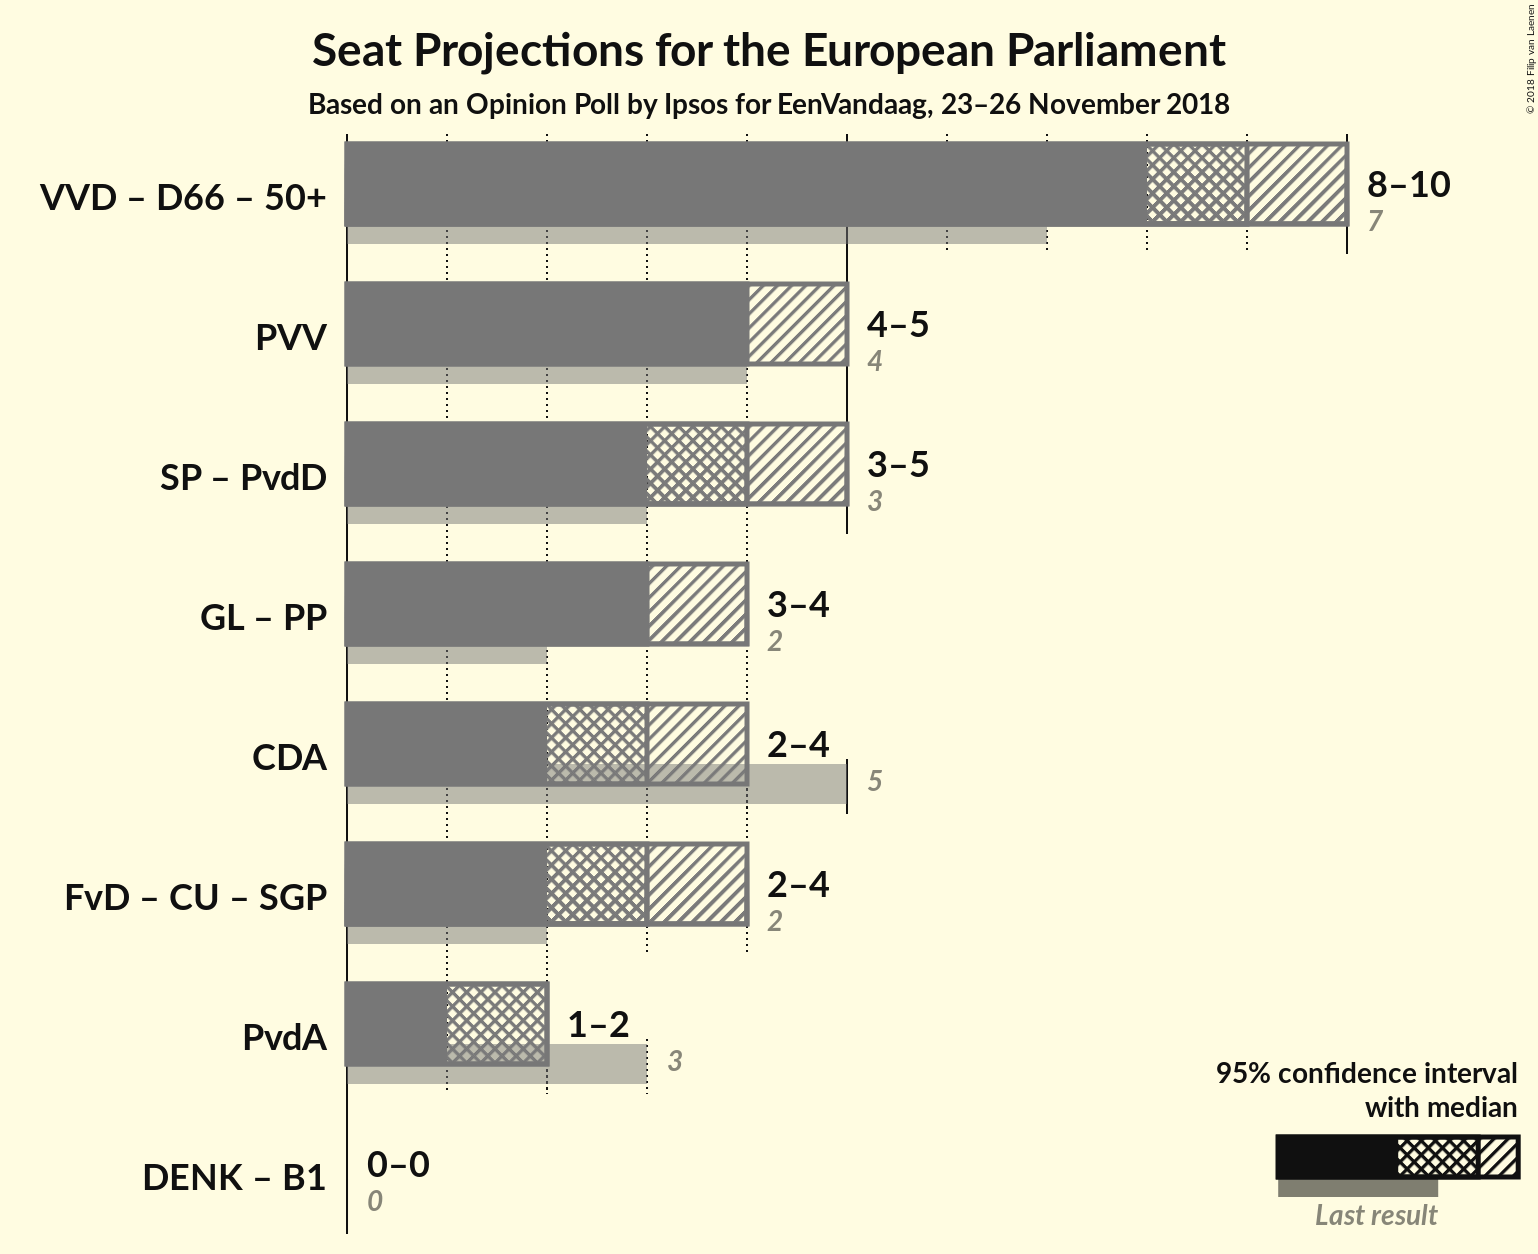 Seat Projections for the European Parliament
Based on an Opinion Poll by Ipsos for EenVandaag, 23–26 November 2018
© 2018 Filip van Laenen
VVD – D66 – 50+
8–10
7
PVV
4–5
4
SP – PvdD
3–5
3
GL – PP
3–4
2
CDA
2–4
5
FvD – CU – SGP
2–4
2
PvdA
1–2
3
DENK – B1
0–0
0
95% confidence interval
with median
Last result